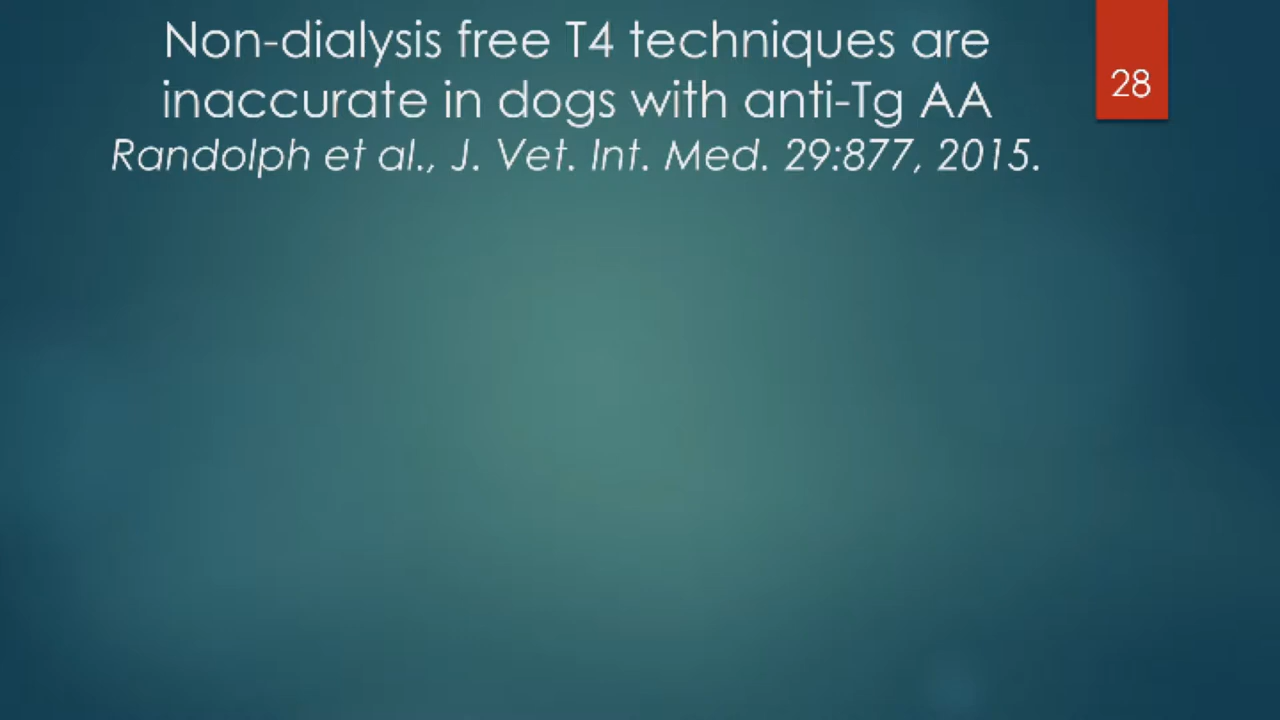 Non-dialysis free T4 techniques are
inaccurate in dogs with anti-Tg AA
Randolph et al., J. Vet. Int. Med. 29:877, 2015.
28